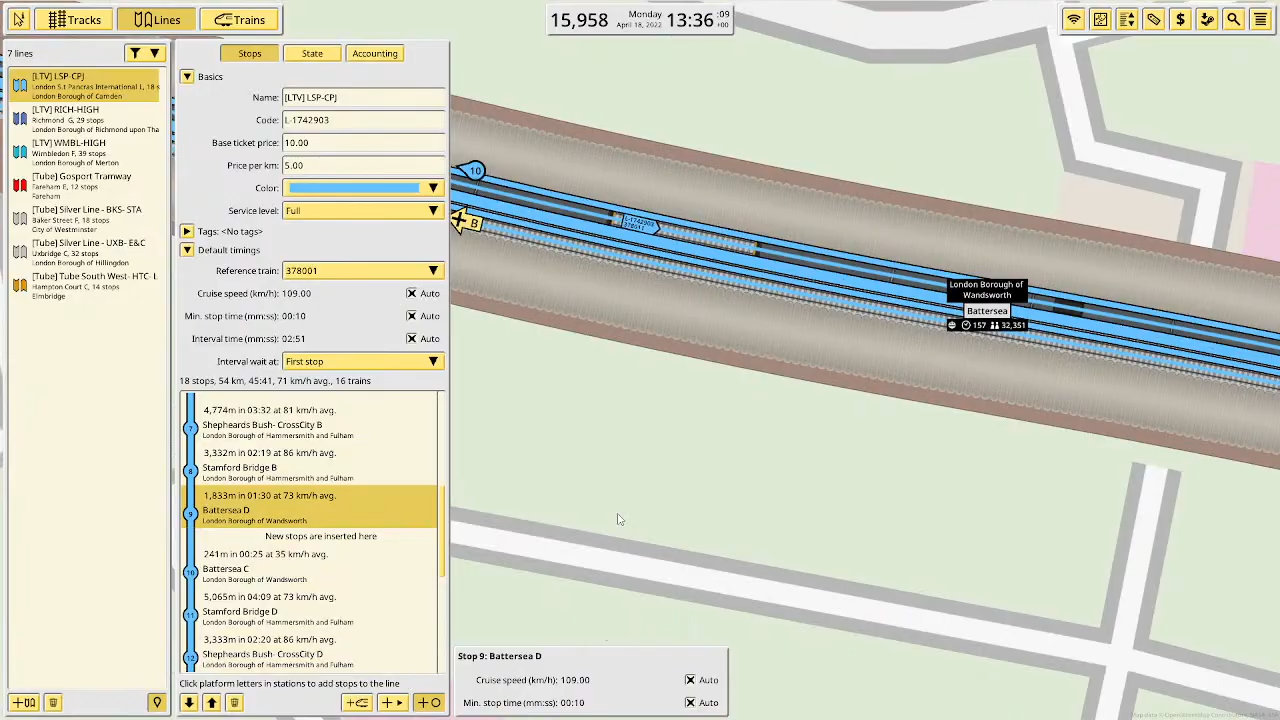 Tracks
Lines
Trains
15,958
Monday
April 18, 2022
13:36
:09
+00
7 lines
[LTV] LSP-CPJ
London S.t Pancras International L, 18 s
London Borough of Camden
[LTV] RICH-HIGH
Richmond G, 29 stops
London Borough of Richmond upon Tha
[LTV] WMBL-HIGH
Wimbledon F, 39 stops
London Borough of Merton
[Tube] Gosport Tramway
Fareham E, 12 stops
Fareham
[Tube] Silver Line - BKS- STA
Baker Street F, 18 stops
City of Westminster
[Tube] Silver Line - UXB- E&C
Uxbridge C, 32 stops
London Borough of Hillingdon
[Tube] Tube South West- HTC- L
Hampton Court C, 14 stops
Elmbridge
Stops
State
Accounting
Basics
Name: [LTV] LSP-CPJ
Code: L-1742903
Base ticket price: 10.00
Price per km: 5.00
Color:
Service level: Full
Tags: <No tags>
Default timings
Reference train: 378001
Cruise speed (km/h): 109.00 Auto
Min. stop time (mm:ss): 00:10 Auto
Interval time (mm:ss): 02:51 Auto
Interval wait at: First stop
18 stops, 54 km, 45:41, 71 km/h avg., 16 trains
4,774m in 03:32 at 81 km/h avg.
7
Shepheards Bush- CrossCity B
London Borough of Hammersmith and Fulham
3,332m in 02:19 at 86 km/h avg.
8
Stamford Bridge B
London Borough of Hammersmith and Fulham
1,833m in 01:30 at 73 km/h avg.
9
Battersea D
London Borough of Wandsworth
New stops are inserted here
241m in 00:25 at 35 km/h avg.
10
Battersea C
London Borough of Wandsworth
5,065m in 04:09 at 73 km/h avg.
11
Stamford Bridge D
London Borough of Hammersmith and Fulham
3,333m in 02:20 at 86 km/h avg.
12
Shepheards Bush- CrossCity D
London Borough of Hammersmith and Fulham
Click platform letters in stations to add stops to the line
10
B
L-1742903
378011
London Borough of
Wandsworth
Battersea
157 32,351
Stop 9: Battersea D
Cruise speed (km/h): 109.00 Auto
Min. stop time (mm:ss): 00:10 Auto